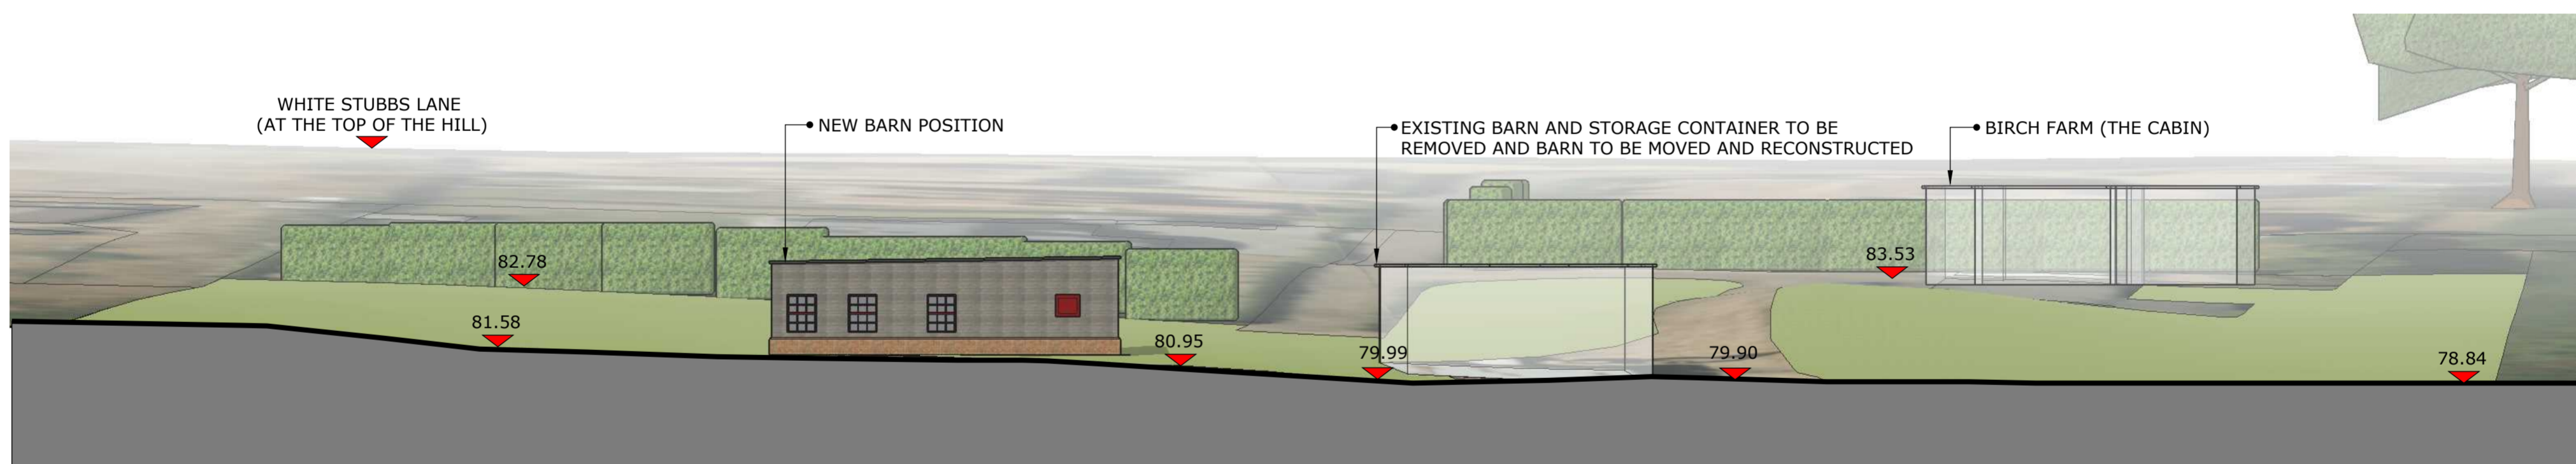 WHITE STUBBS LANE
(AT THE TOP OF THE HILL)
NEW BARN POSITION
EXISTING BARN AND STORAGE CONTAINER TO BE
REMOVED AND BARN TO BE MOVED AND RECONSTRUCTED
BIRCH FARM (THE CABIN)
82.78
81.58
80.95
79.99
79.90
83.53
78.84